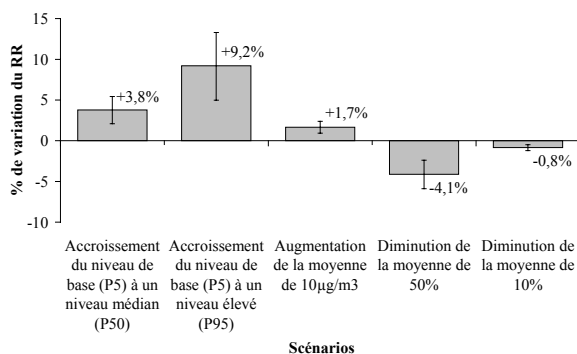 % de variation du RR
15
10
5
0
-5
-10
+3,8%
+9,2%
+1,7%
-4,1%
-0,8%
Accroissement
du niveau de
base (P5) à un
niveau médian
(P50)
Accroissement
du niveau de
base (P5) à un
niveau élevé
(P95)
Augmentation
de la moyenne
de 10µg/m3
Diminution de
la moyenne de
50%
Diminution de
la moyenne de
10%
Scénarios